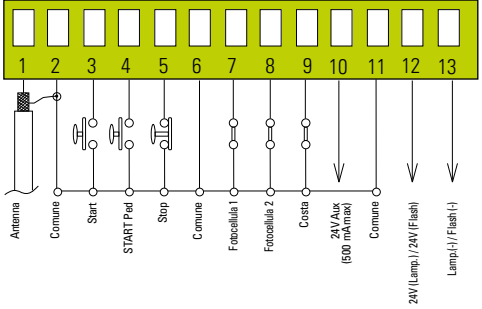 1 2 3 4 5 6 7 8 9 10 11 12 13
Antenna
Comune
Start
START Ped
Stop
Comune
Fotocellula 1
Fotocellula 2
Costa
24V Aux
(500 mA max)
Comune
24V (Lamp.) / 24V (Flash)
Lamp.(-) / Flash (-)